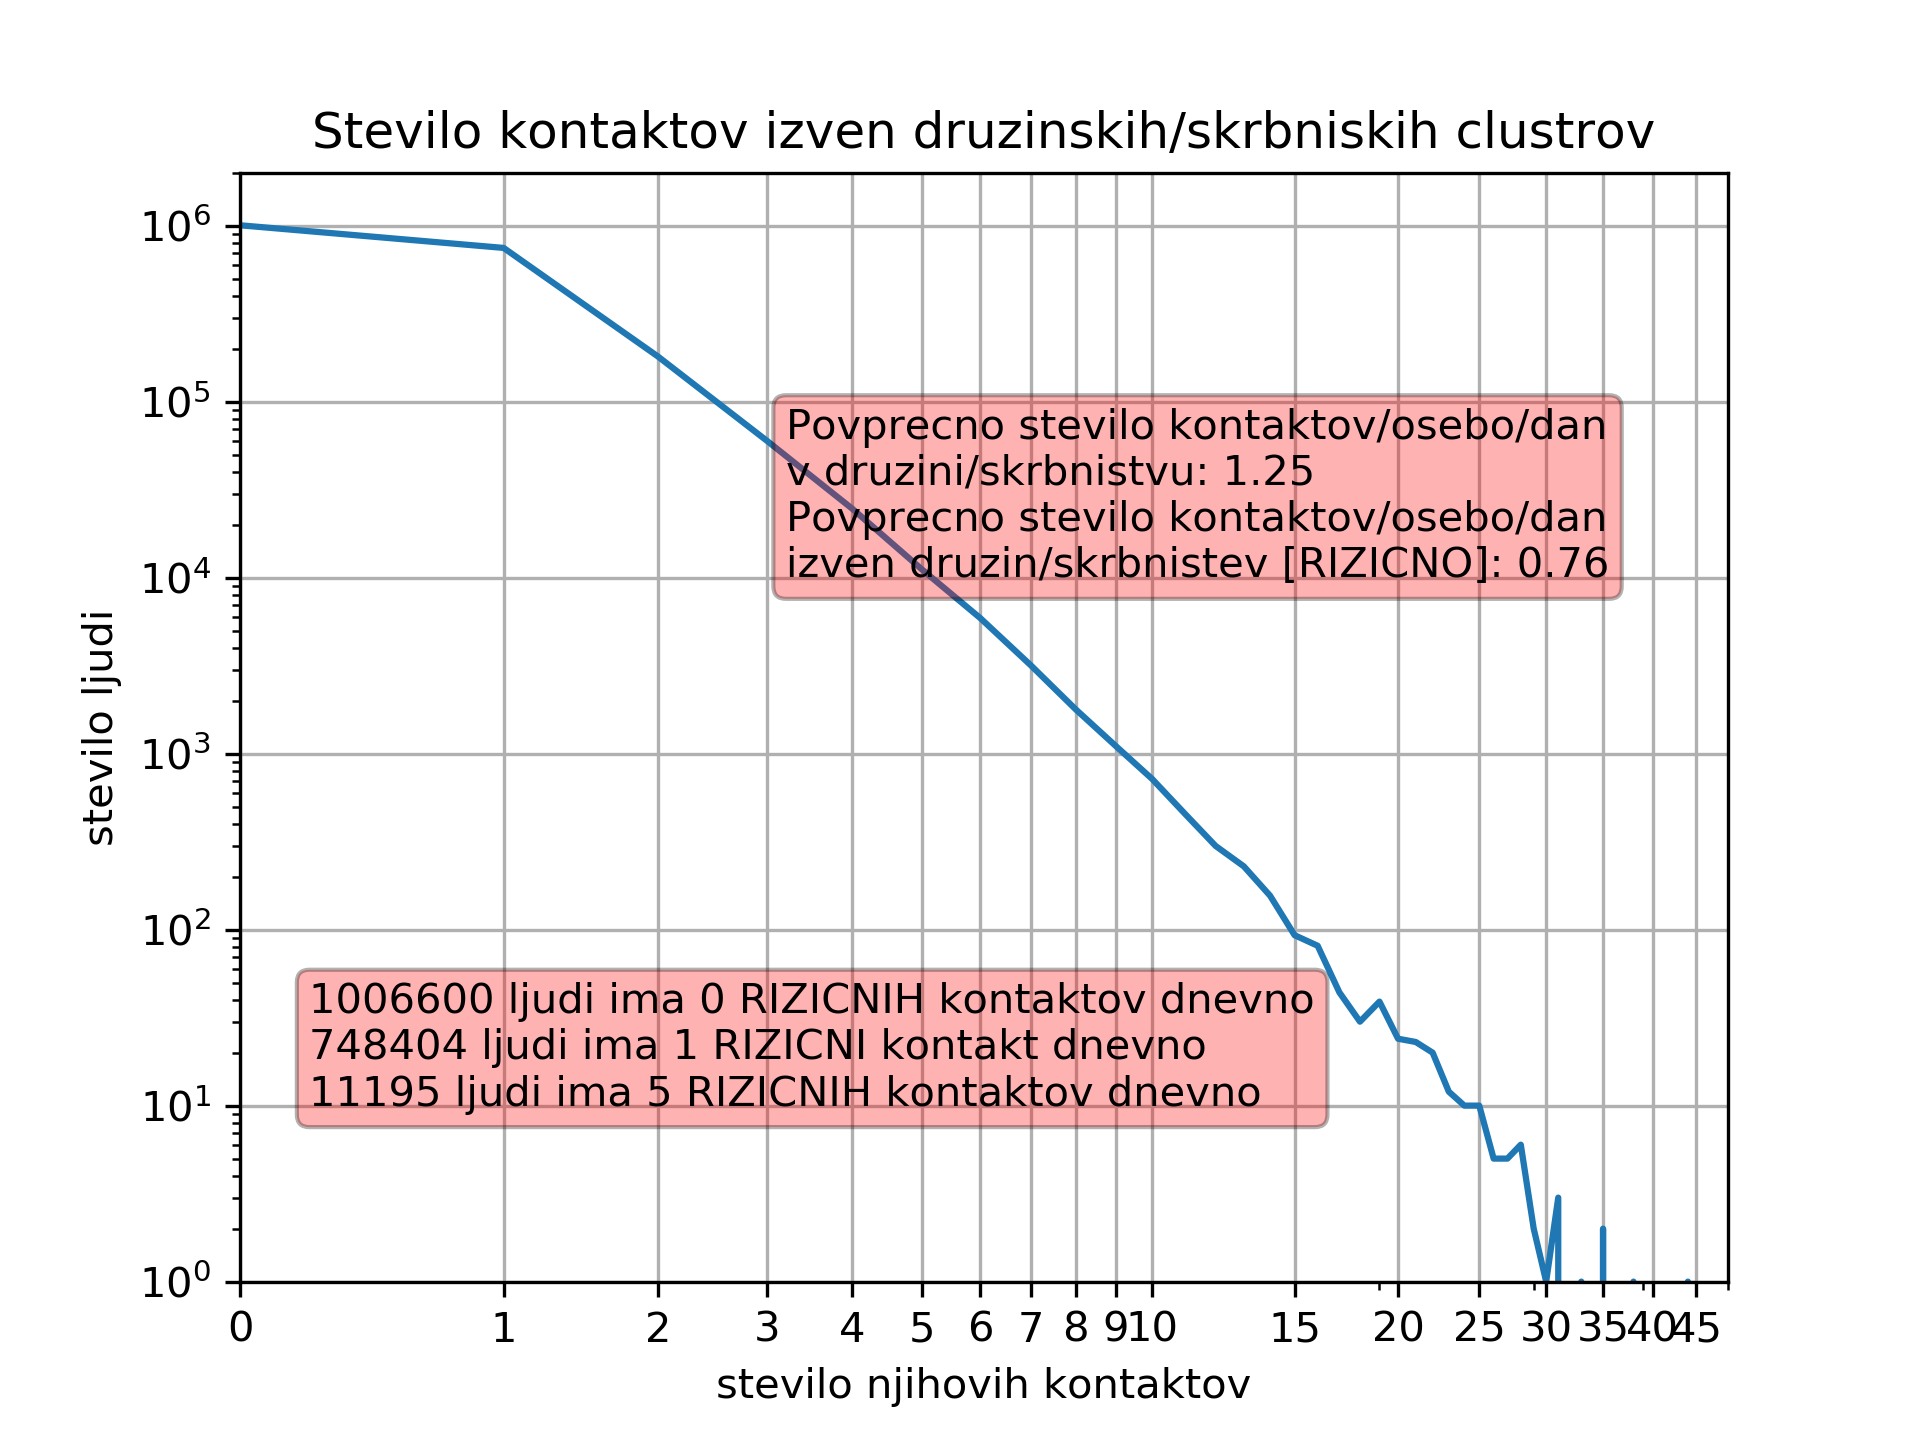 Stevilo kontaktov izven druzinskih/skrbniskih clustrov
10^6
10^5
10^4
10^3
10^2
10^1
10^0
stevilo ljudi
Povprecno stevilo kontaktov/osebo/dan
v druzini/skrbnistvu: 1.25
Povprecno stevilo kontaktov/osebo/dan
izven druzin/skrbnistev [RIZICNO]: 0.76
1006600 ljudi ima 0 RIZICNIH kontaktov dnevno
748404 ljudi ima 1 RIZICNI kontakt dnevno
11195 ljudi ima 5 RIZICNIH kontaktov dnevno
0 1 2 3 4 5 6 7 8 9 10 15 20 25 30 35 40 45
stevilo njihovih kontaktov